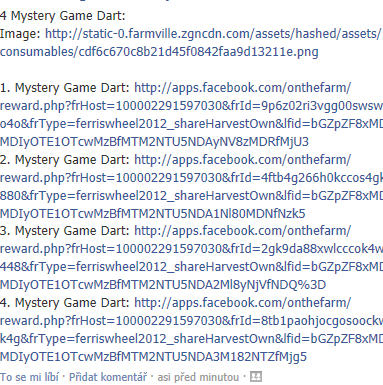 4 Mystery Game Dart:
Image: http://static-0.farmville.zgncdn.com/assets/hashed/assets/
consumables/cdf6c670c8b21d45f0842faa9d13211e.png
1. Mystery Game Dart: http://apps.facebook.com/onthefarm/
reward.php?frHost=100002291597030&frId=9p6z02ri3vgg00swsw
o4o&frType=ferriswheel2012_shareHarvestOwn&lfid=bGZpZF8xMD
MDIyOTE1OTcwMzBfMTM2NTU5NDAyNV8zMDRfMjU3
2. Mystery Game Dart: http://apps.facebook.com/onthefarm/
reward.php?frHost=100002291597030&frId=4ftb4g266h0kccos4gk
880&frType=ferriswheel2012_shareHarvestOwn&lfid=bGZpZF8xMD
MDIyOTE1OTcwMzBfMTM2NTU5NDA1Nl80MDNfNzk5
3. Mystery Game Dart: http://apps.facebook.com/onthefarm/
reward.php?frHost=100002291597030&frId=2gk9da88xwlcccok4w
448&frType=ferriswheel2012_shareHarvestOwn&lfid=bGZpZF8xMD
MDIyOTE1OTcwMzBfMTM2NTU5NDA2Ml8yNjVfNDQ%3D
4. Mystery Game Dart: http://apps.facebook.com/onthefarm/
reward.php?frHost=100002291597030&frId=8tb1paohjocgosoockw
k4g&frType=ferriswheel2012_shareHarvestOwn&lfid=bGZpZF8xMD
MDIyOTE1OTcwMzBfMTM2NTU5NDA3M182NTZfMjg5
To se mi líbí · Přidat komentář · asi před minutou ·